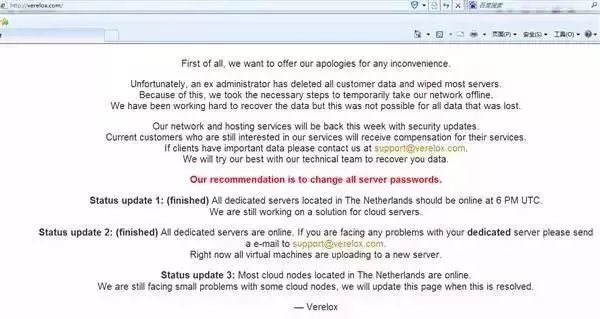 http://verelox.com/
百度搜索
页面(P)
安全(S)
工具(O)
First of all, we want to offer our apologies for any inconvenience.
Unfortunately, an ex administrator has deleted all customer data and wiped most servers.
Because of this, we took the necessary steps to temporarily take our network offline.
We have been working hard to recover the data but this was not possible for all data that was lost.
Our network and hosting services will be back this week with security updates.
Current customers who are still interested in our services will receive compensation for their services.
If clients have important data please contact us at support@verelox.com.
We will try our best with our technical team to recover you data.
Our recommendation is to change all server passwords.
Status update 1: (finished) All dedicated servers located in The Netherlands should be online at 6 PM UTC.
We are still working on a solution for cloud servers.
Status update 2: (finished) All dedicated servers are online. If you are facing any problems with your dedicated server please send
a e-mail to support@verelox.com.
Right now all virtual machines are uploading to a new server.
Status update 3: Most cloud nodes located in The Netherlands are online.
We are still facing small problems with some cloud nodes, we will update this page when this is resolved.
— Verelox